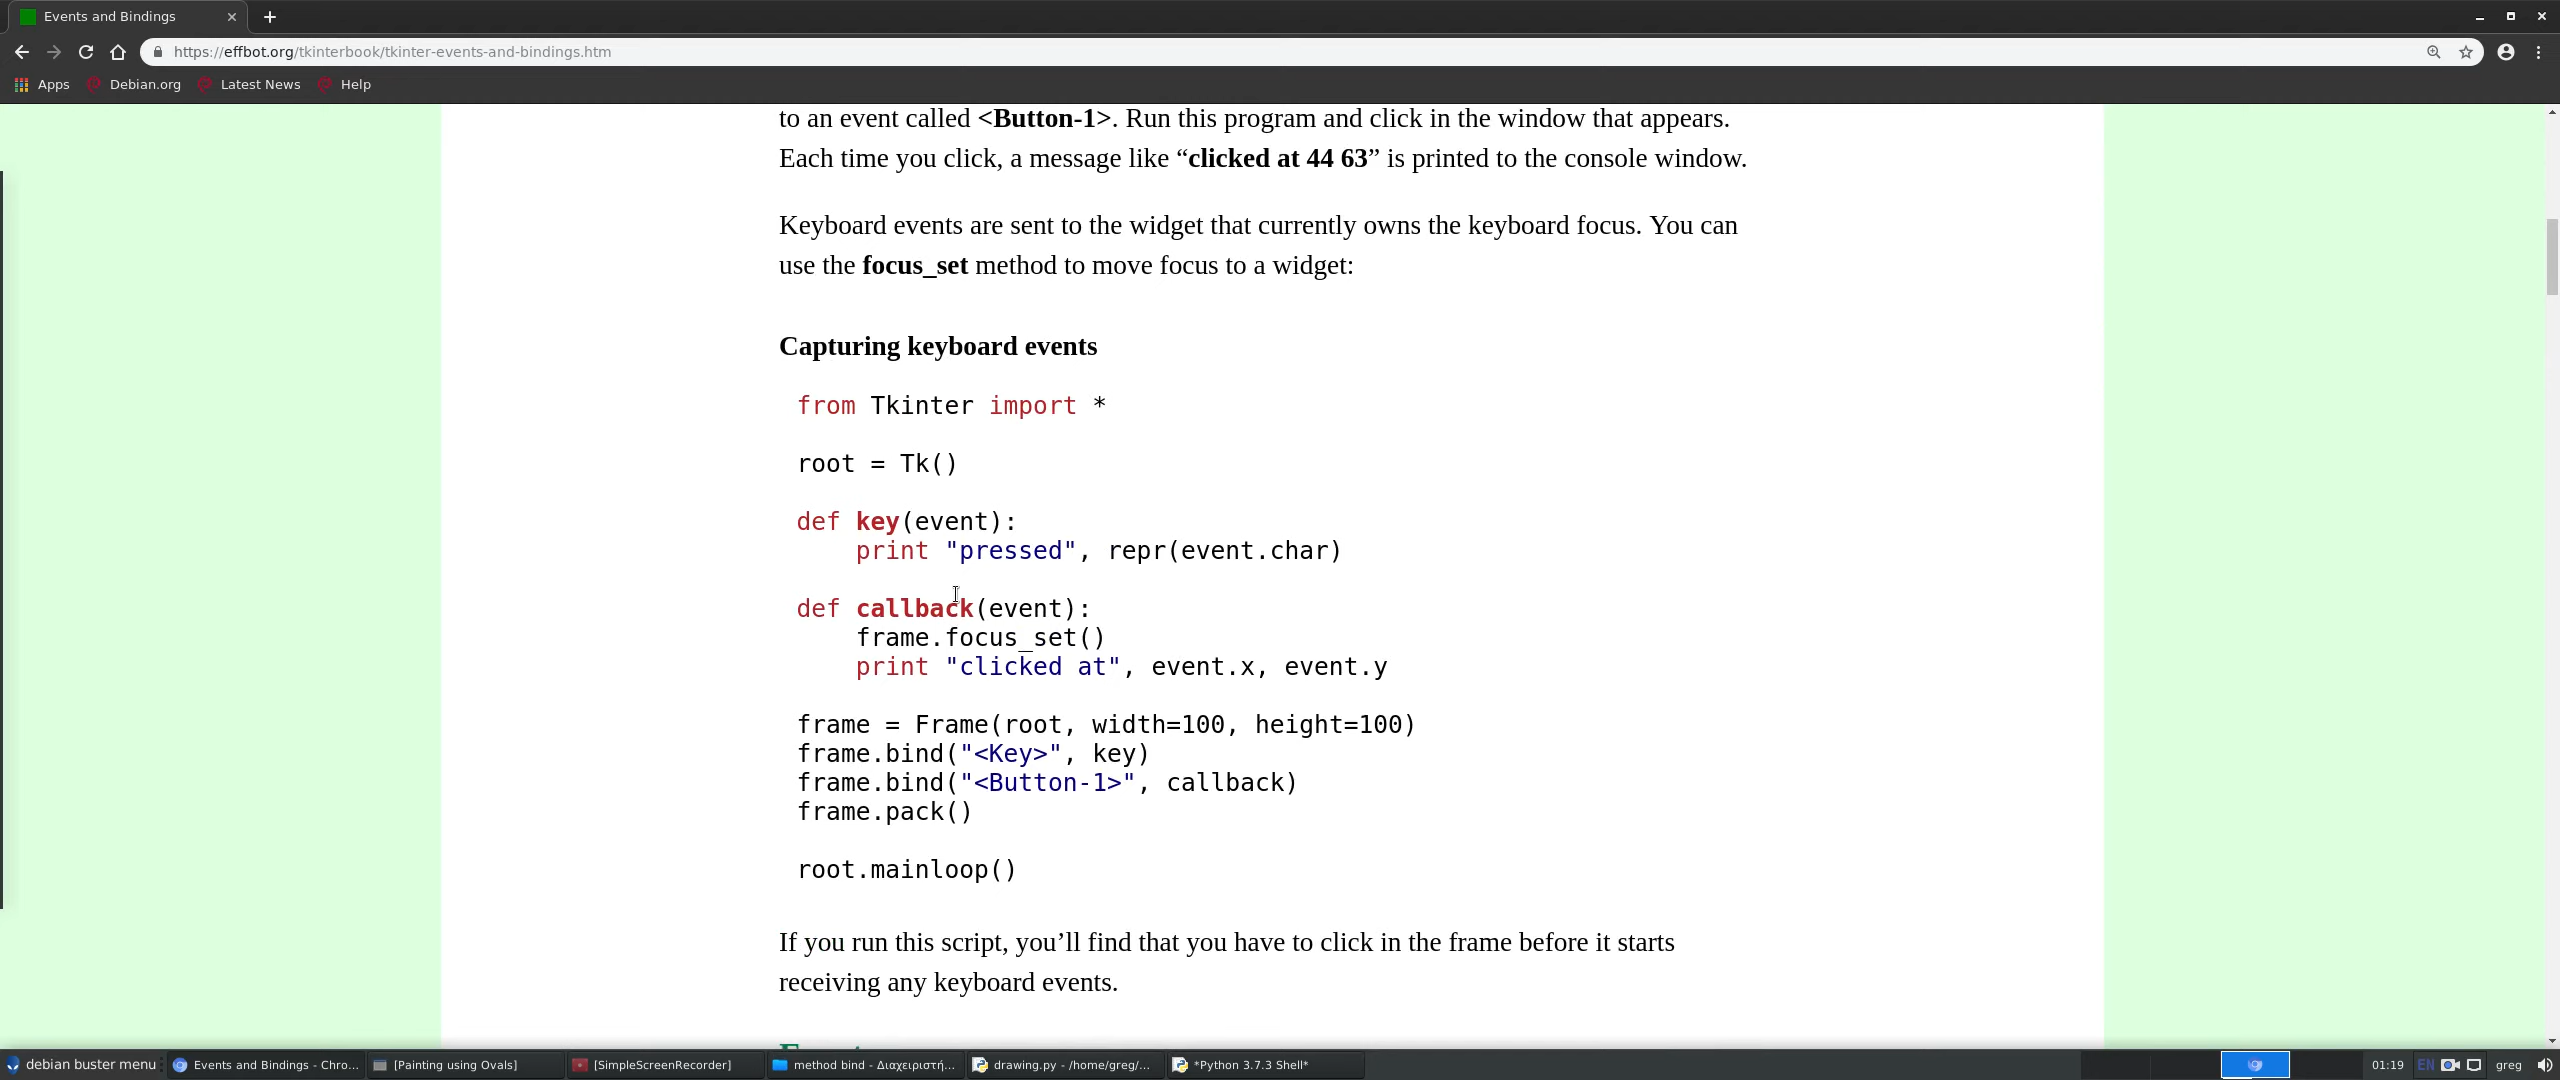 Events and Bindings
https://effbot.org/tkinterbook/tkinter-events-and-bindings.htm
Apps Debian.org Latest News Help
to an event called <Button-1>. Run this program and click in the window that appears.
Each time you click, a message like “clicked at 44 63” is printed to the console window.
Keyboard events are sent to the widget that currently owns the keyboard focus. You can
use the focus_set method to move focus to a widget:
Capturing keyboard events
from Tkinter import *
root = Tk()
def key(event):
    print "pressed", repr(event.char)
def callback(event):
    frame.focus_set()
    print "clicked at", event.x, event.y
frame = Frame(root, width=100, height=100)
frame.bind("<Key>", key)
frame.bind("<Button-1>", callback)
frame.pack()
root.mainloop()
If you run this script, you’ll find that you have to click in the frame before it starts
receiving any keyboard events.
debian buster menu Events and Bindings - Chro... [Painting using Ovals] [SimpleScreenRecorder] method bind - Διαχειριστή... drawing.py - /home/greg/... *Python 3.7.3 Shell* 01:19 EN greg